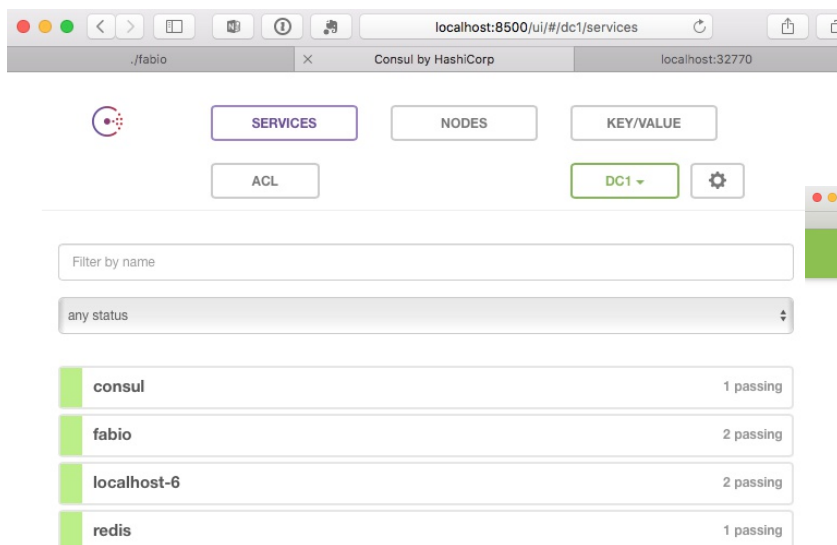 localhost:8500/ui/#/dc1/services
./fabio
Consul by HashiCorp
localhost:32770
SERVICES
NODES
KEY/VALUE
ACL
DC1
Filter by name
any status
consul 1 passing
fabio 2 passing
localhost-6 2 passing
redis 1 passing